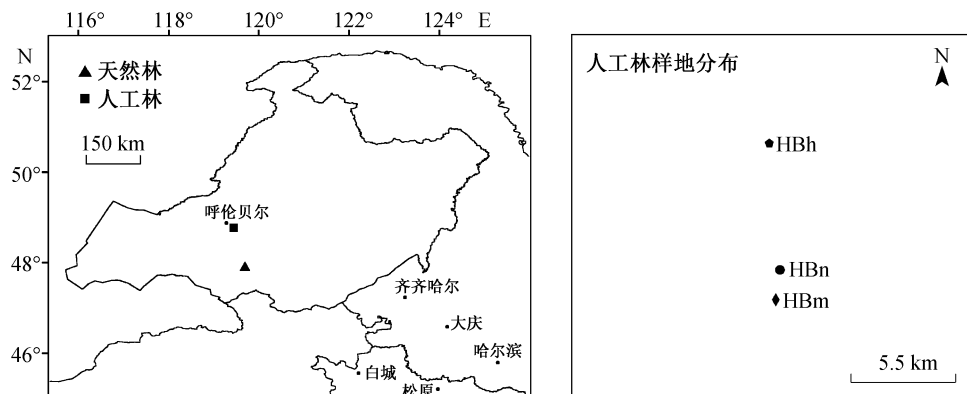 116° 118° 120° 122° 124° E
N
52°
50°
48°
46°
天然林
人工林
150 km
呼伦贝尔
齐齐哈尔
大庆
哈尔滨
白城
松原
人工林样地分布
N
HBh
HBn
HBm
5.5 km